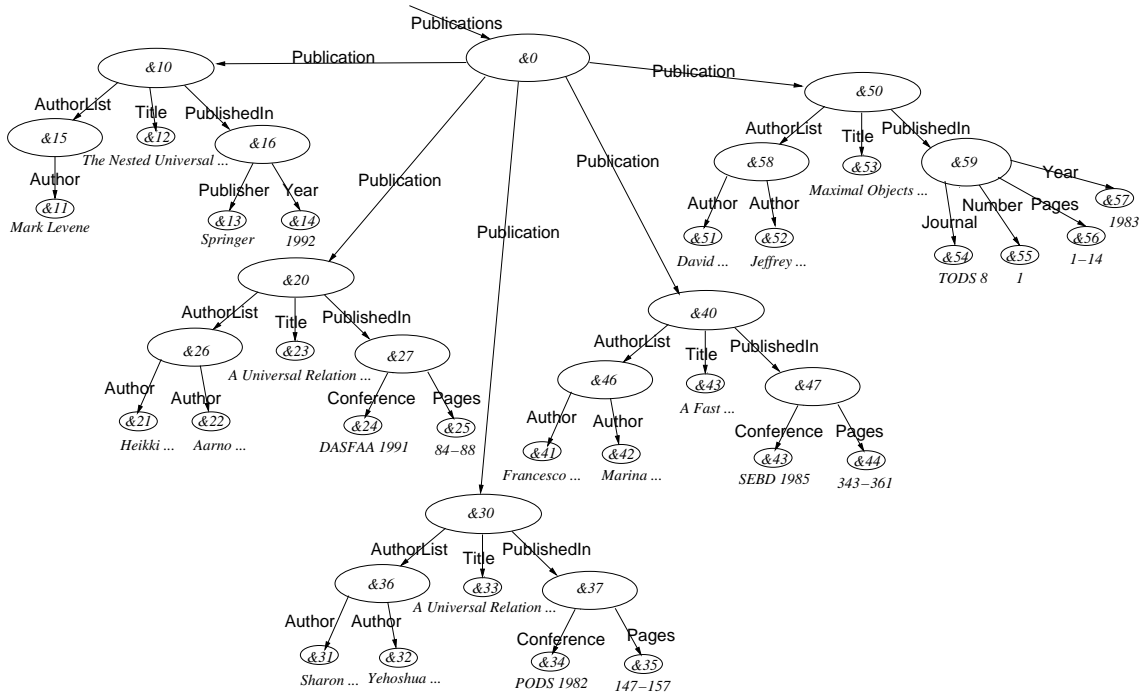 Publications
&0
Publication
Publication
Publication
Publication
Publication
&10
AuthorList
Title
PublishedIn
&15
&12
&16
The Nested Universal ...
Author
Publisher
Year
&11
&13
&14
Mark Levene
Springer
1992
&50
AuthorList
Title
PublishedIn
&58
&53
&59
Maximal Objects ...
Author
Author
Journal
Number
Pages
Year
&51
&52
&54
&55
&56
&57
David ...
Jeffrey ...
TODS 8
1
1−14
1983
&20
AuthorList
Title
PublishedIn
&26
&23
&27
A Universal Relation ...
Author
Author
Conference
Pages
&21
&22
&24
&25
Heikki ...
Aarno ...
DASFAA 1991
84−88
&40
AuthorList
Title
PublishedIn
&46
&43
&47
A Fast ...
Author
Author
Conference
Pages
&41
&42
&43
&44
Francesco ...
Marina ...
SEBD 1985
343−361
&30
AuthorList
Title
PublishedIn
&36
&33
&37
A Universal Relation ...
Author
Author
Conference
Pages
&31
&32
&34
&35
Sharon ...
Yehoshua ...
PODS 1982
147−157